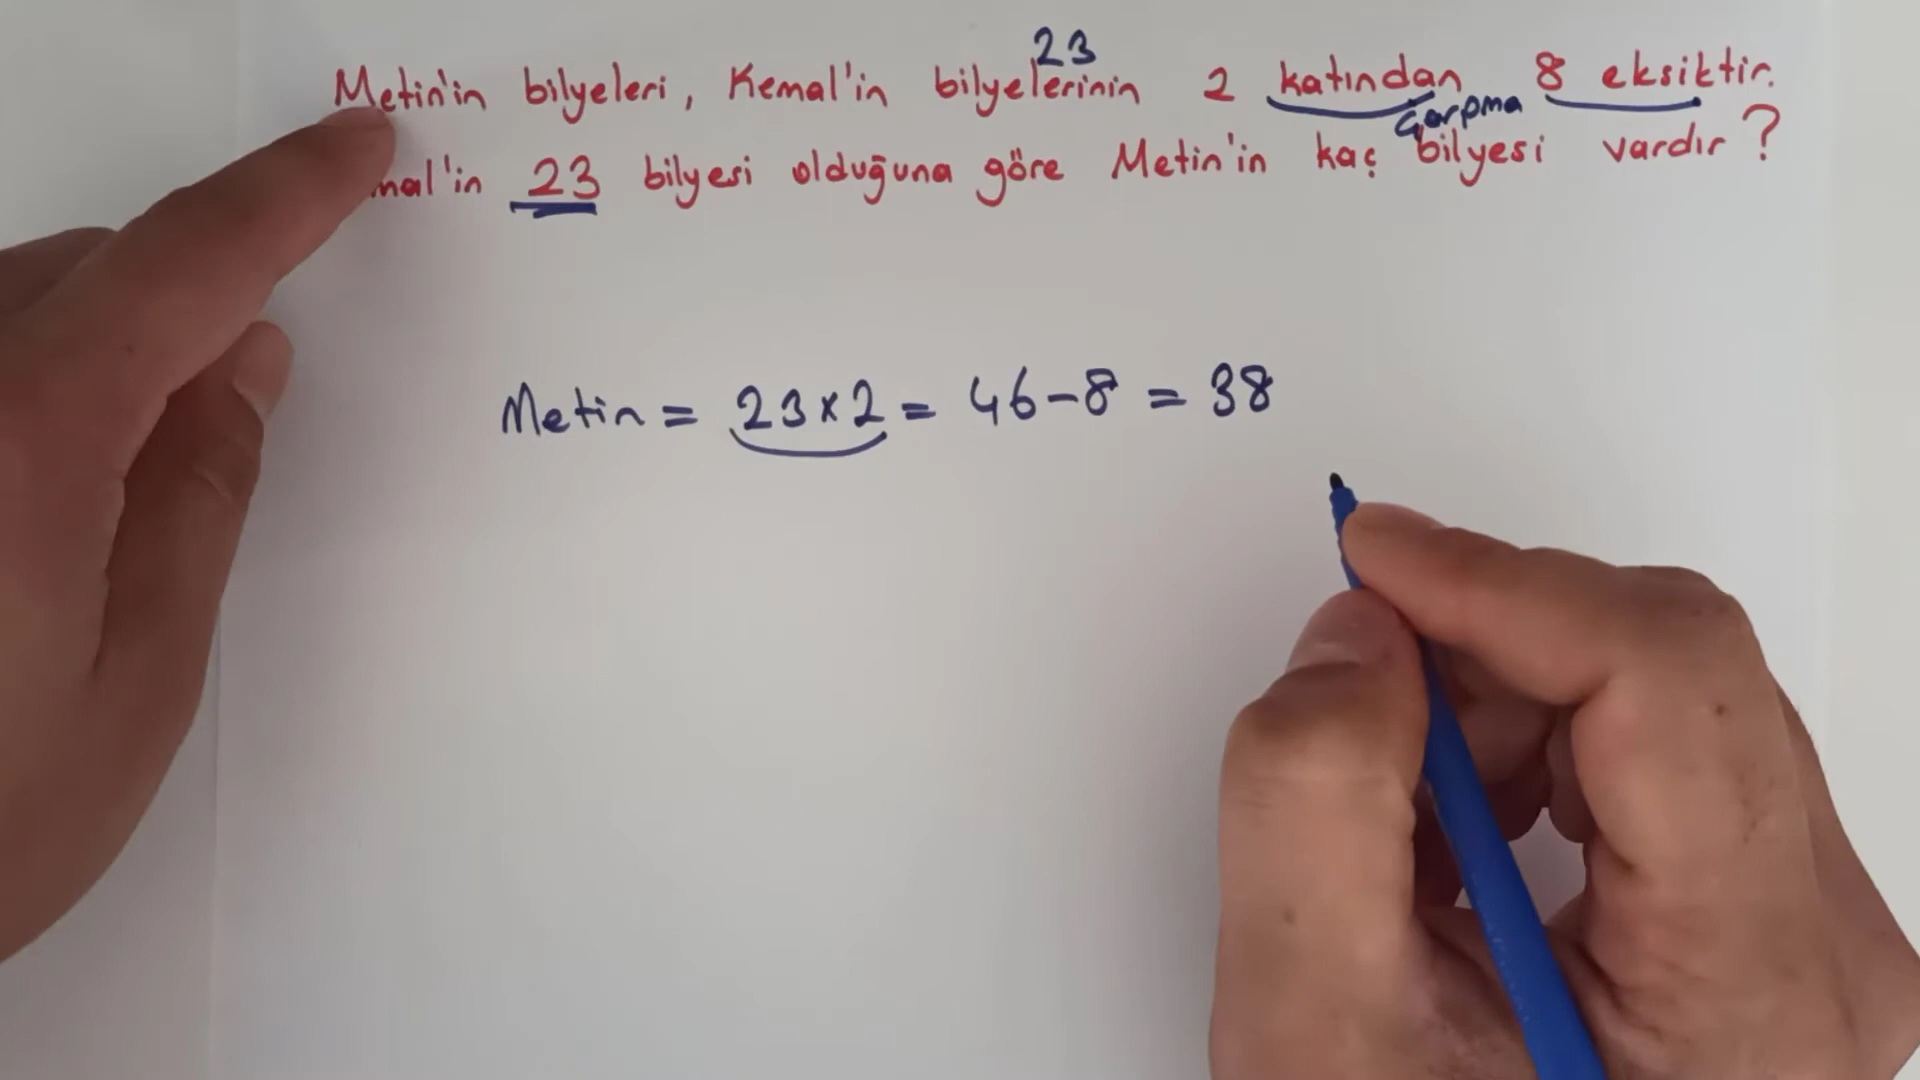 23
Metin'in bilyeleri, Kemal'in bilyelerinin 2 katından 8 eksiktir.
Çarpma
mal'in 23 bilyesi olduğuna göre Metin'in kaç bilyesi vardır?
Metin = 23x2 = 46-8 = 38